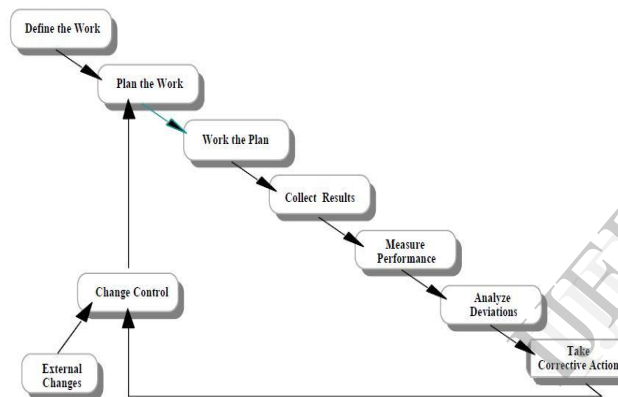 Define the Work
Plan the Work
Work the Plan
Collect Results
Measure
Performance
Analyze
Deviations
Take
Corrective Action
Change Control
External
Changes